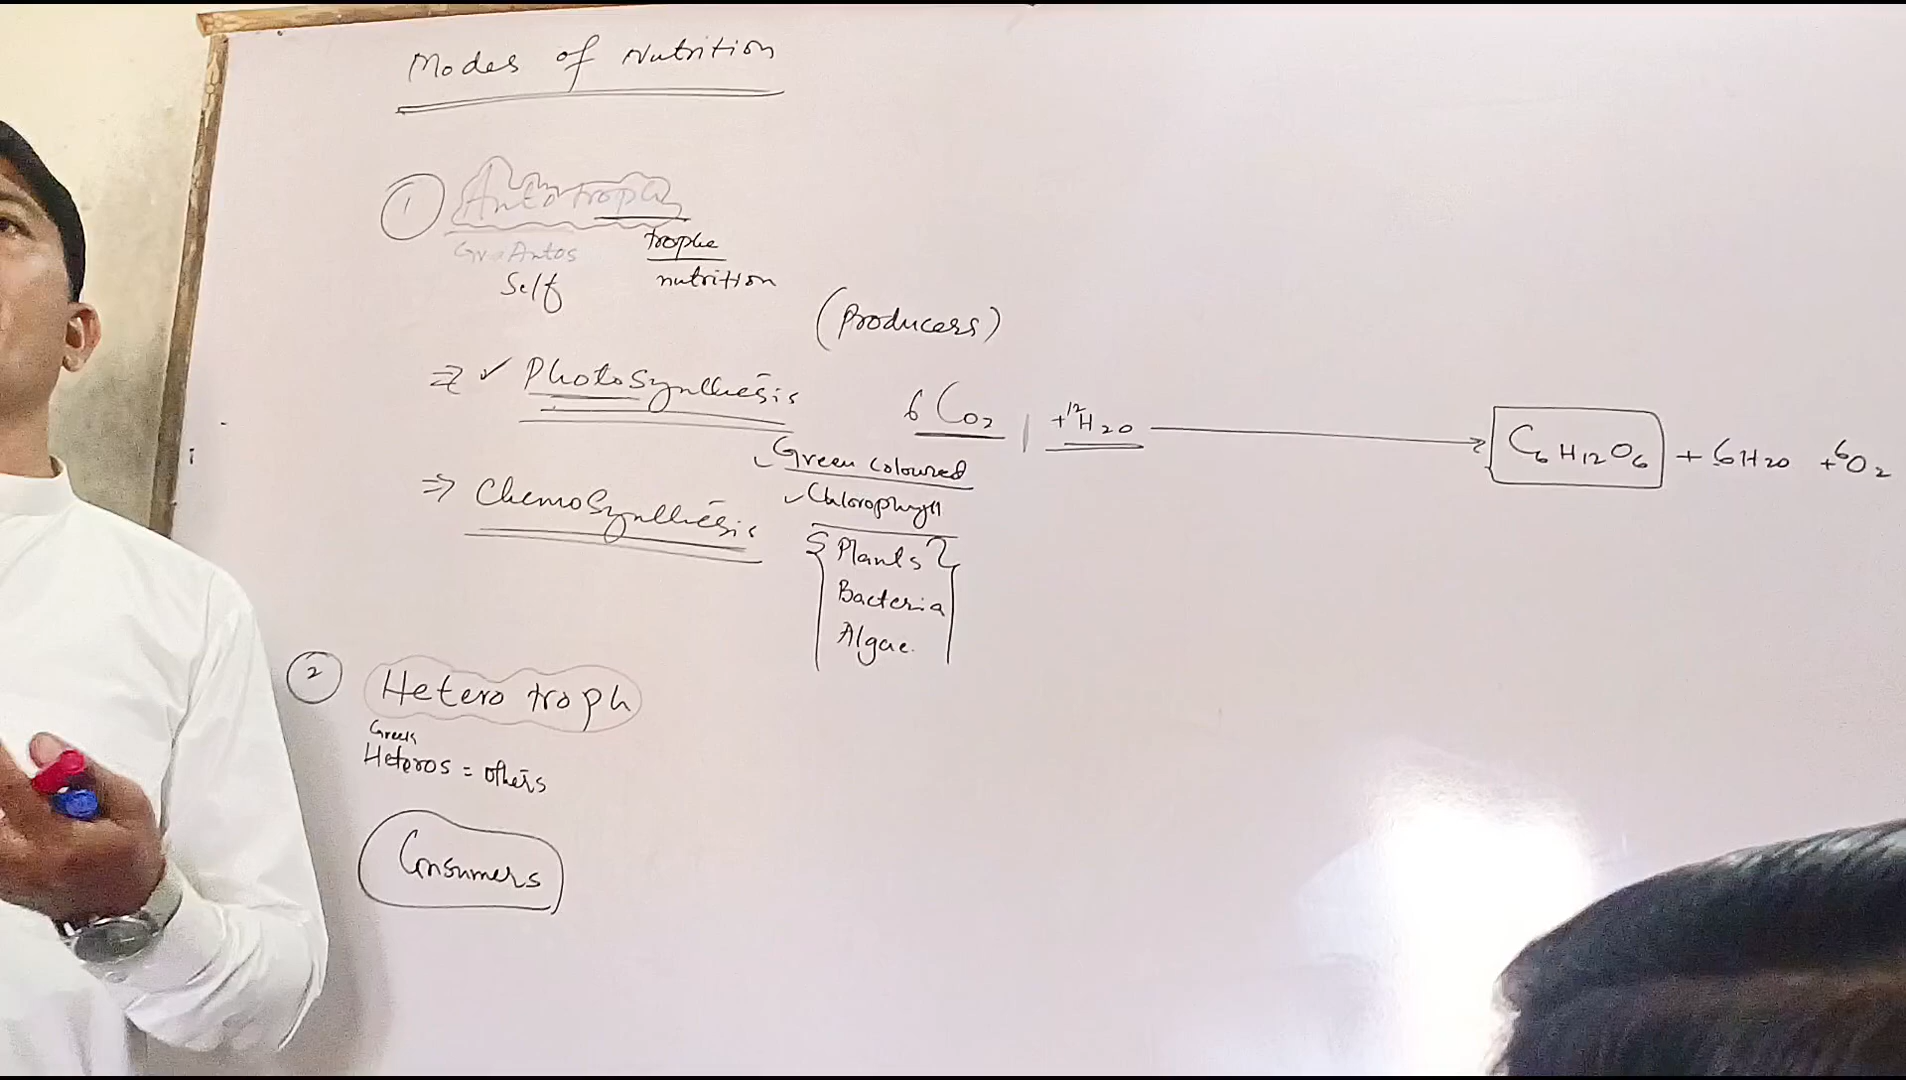 Modes of Nutrition
1 Autotroph
Gr. Autos trophe
Self nutrition
(Producers)
⇒ ✓ Photosynthesis 6 CO2 | + 12 H2O → C6H12O6 + 6H2O + 6O2
✓ Green coloured
✓ Chlorophyll
⇒ Chemosynthesis
{ Plants }
Bacteria
Algae.
2 Hetero troph
Greek
Heteros = others
Consumers